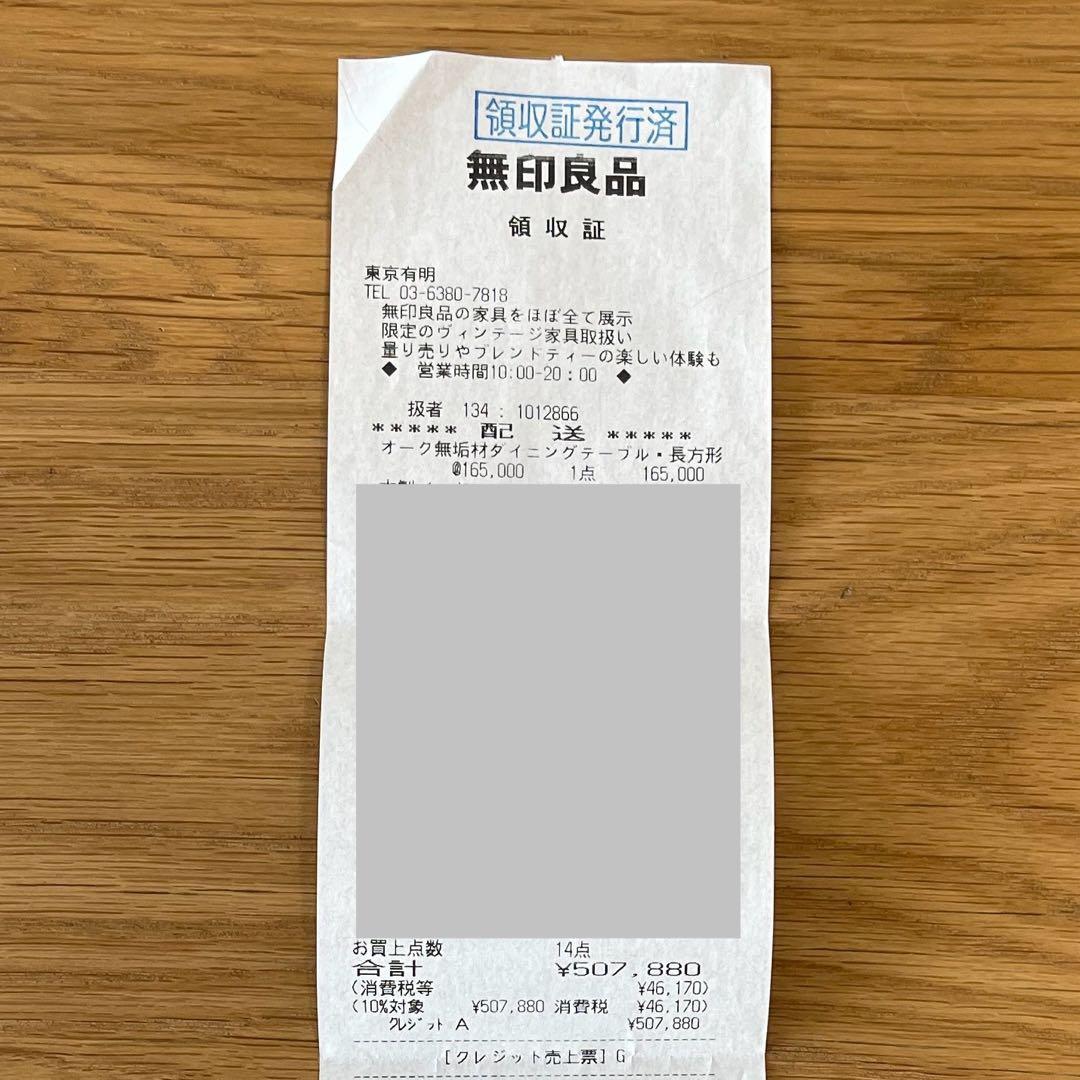 領収証発行済
無印良品
領収証
東京有明
TEL 03-6380-7818
無印良品の家具をほぼ全て展示
限定のヴィンテージ家具取扱い
量り売りやブレンドティーの楽しい体験も
◆ 営業時間10:00-20:00 ◆
扱者 134 : 1012866
***** 配 送 *****
オーク無垢材ダイニングテーブル・長方形
@165,000 1点 165,000
お買上点数 14点
合計 ¥507,880
(消費税等 ¥46,170)
(10%対象 ¥507,880 消費税 ¥46,170)
クレジット A ¥507,880
[クレジット売上票]G